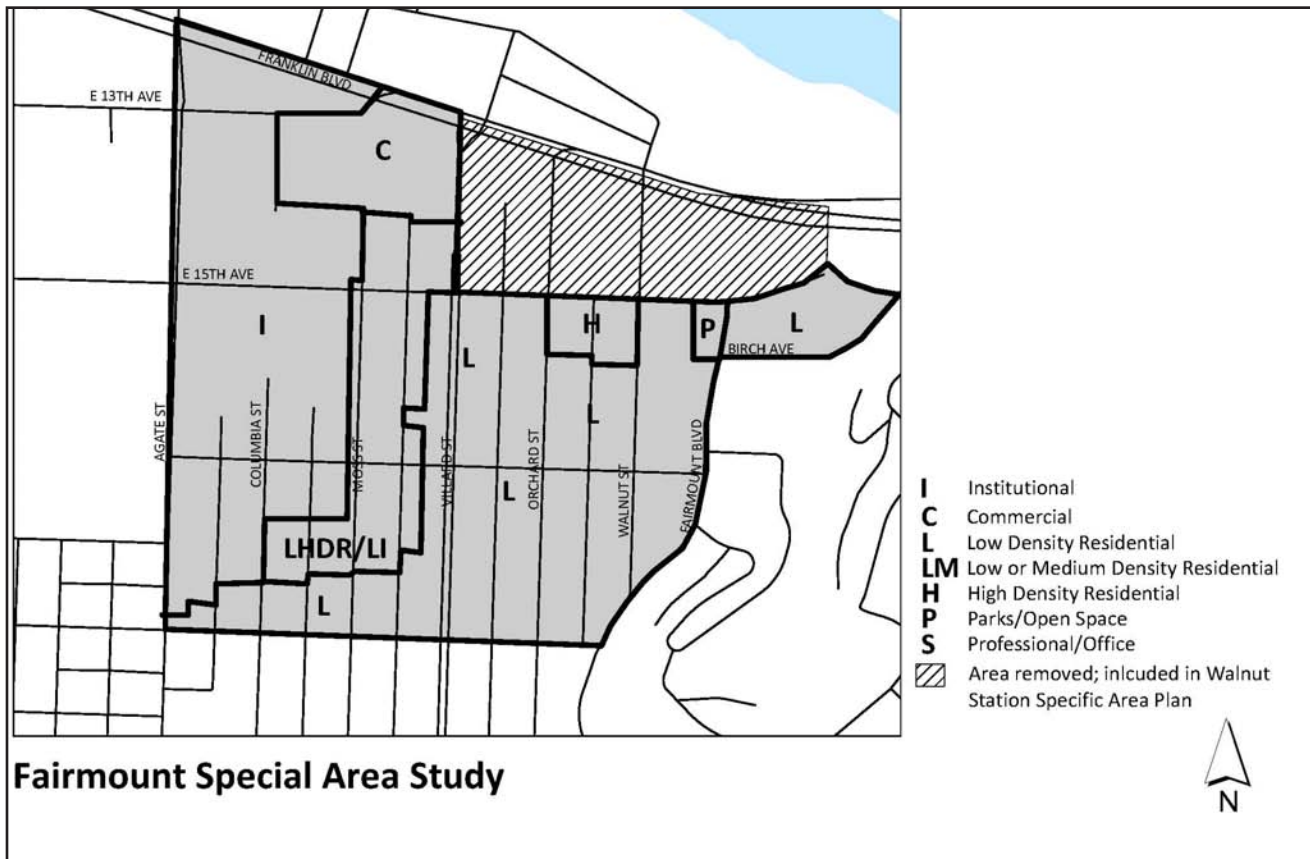 FRANKLIN BLVD
E 13TH AVE
C
E 15TH AVE
I
H
P
L
L
BIRCH AVE
L
AGATE ST
COLUMBIA ST
MOSS ST
VILLARD ST
ORCHARD ST
WALNUT ST
FAIRMOUNT BLVD
L
LHDR/LI
L
I Institutional
C Commercial
L Low Density Residential
LM Low or Medium Density Residential
H High Density Residential
P Parks/Open Space
S Professional/Office
Area removed; inlcuded in Walnut
Station Specific Area Plan
Fairmount Special Area Study
N